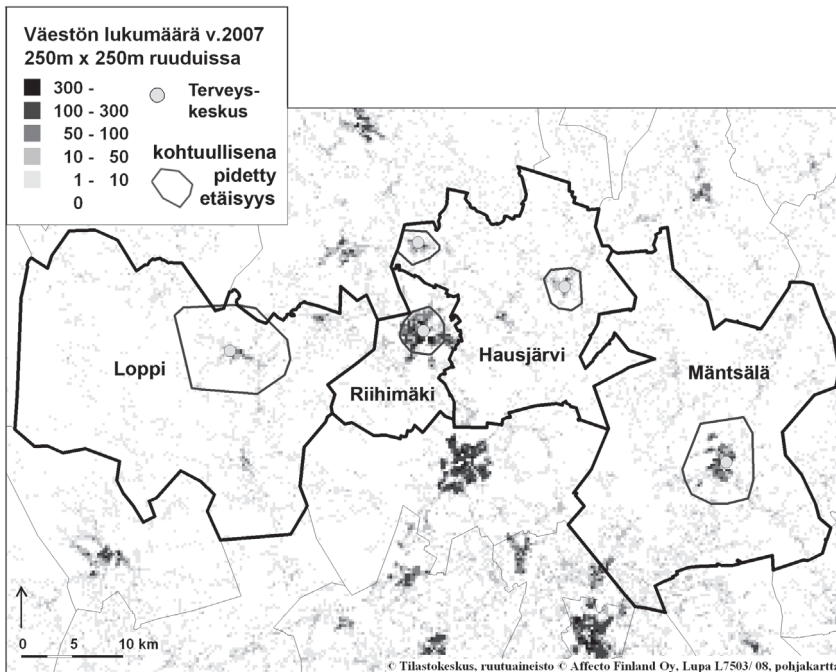 Väestön lukumäärä v.2007
250m x 250m ruuduissa
300 -
100 - 300
50 - 100
10 - 50
1 - 10
0
Terveys-
keskus
kohtuullisena
pidetty
etäisyys
Loppi
Riihimäki
Hausjärvi
Mäntsälä
0 5 10 km
© Tilastokeskus, ruutuaineisto © Affecto Finland Oy, Lupa L7503/ 08, pohjakartta